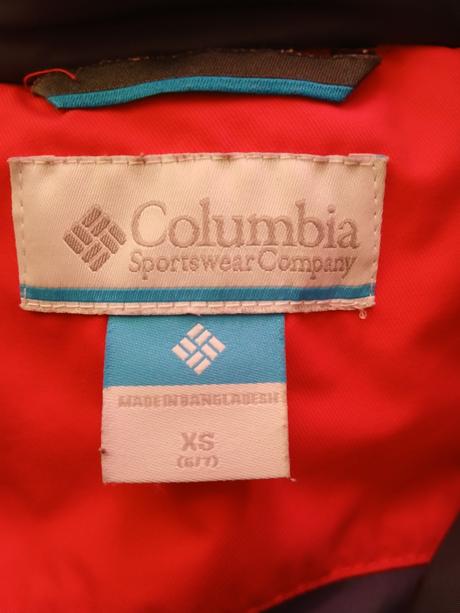 Columbia
Sportswear Company
MADE IN BANGLADESH
XS
(6/7)